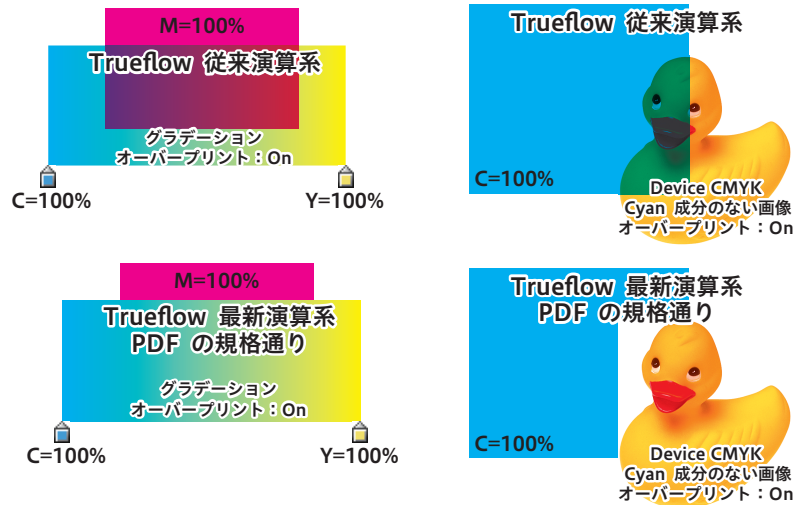 M=100%
Trueflow 従来演算系
グラデーション
オーバープリント：On
C=100%
Y=100%
Trueflow 従来演算系
C=100%
Device CMYK
Cyan 成分のない画像
オーバープリント：On
M=100%
Trueflow 最新演算系
PDF の規格通り
グラデーション
オーバープリント：On
C=100%
Y=100%
Trueflow 最新演算系
PDF の規格通り
C=100%
Device CMYK
Cyan 成分のない画像
オーバープリント：On